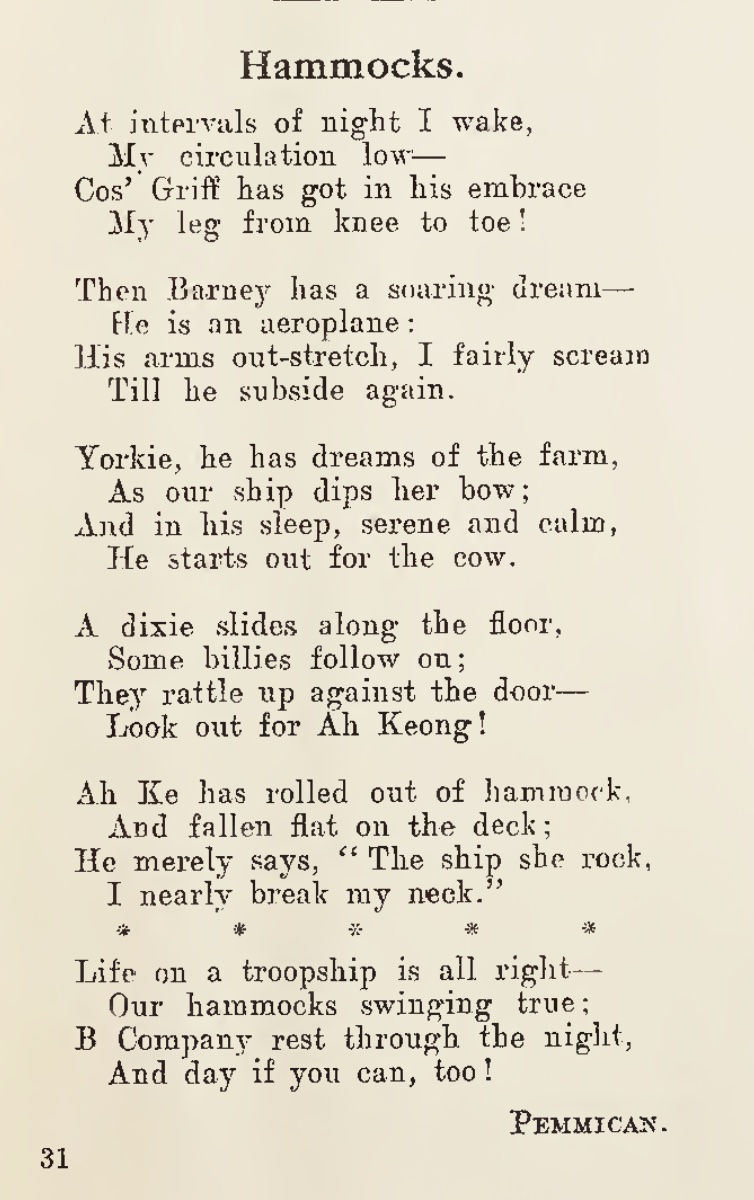 Hammocks.
At intervals of night I wake,
My circulation low—
Cos' Griff has got in his embrace
My leg from knee to toe!
Then Barney has a soaring dream—
He is an aeroplane:
His arms out-stretch, I fairly scream
Till he subside again.
Yorkie, he has dreams of the farm,
As our ship dips her bow;
And in his sleep, serene and calm,
He starts out for the cow.
A dixie slides along the floor,
Some billies follow on;
They rattle up against the door—
Look out for Ah Keong!
Ah Ke has rolled out of hammock,
And fallen flat on the deck;
He merely says, "The ship she rock,
I nearly break my neck."
* * * * *
Life on a troopship is all right—
Our hammocks swinging true;
B Company rest through the night,
And day if you can, too!
PEMMICAN.
31